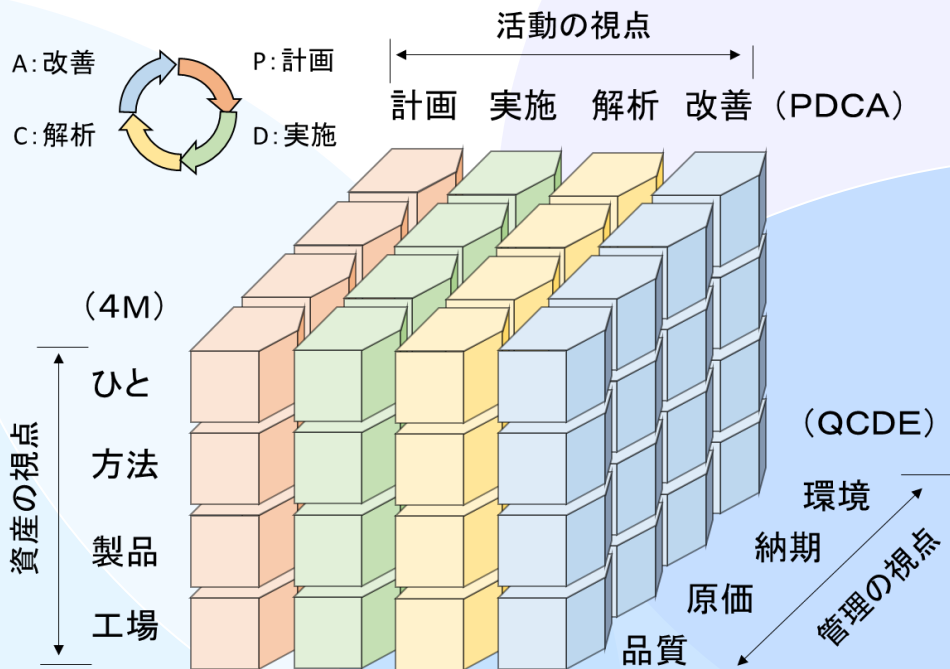 活動の視点
A：改善
P：計画
C：解析
D：実施
計画 実施 解析 改善 （PDCA）
（4M）
資産の視点
ひと
方法
製品
工場
（QCDE）
環境
納期
原価
品質
管理の視点